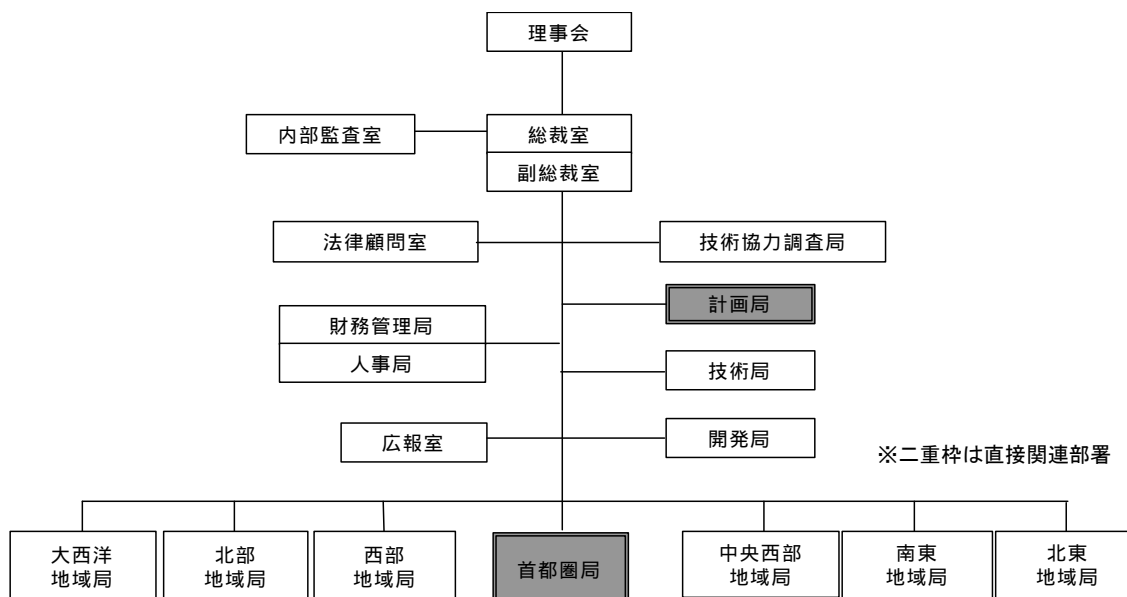 理事会
内部監査室
総裁室
副総裁室
法律顧問室
技術協力調査局
計画局
財務管理局
人事局
技術局
広報室
開発局
※二重枠は直接関連部署
大西洋
地域局
北部
地域局
西部
地域局
首都圏局
中央西部
地域局
南東
地域局
北東
地域局